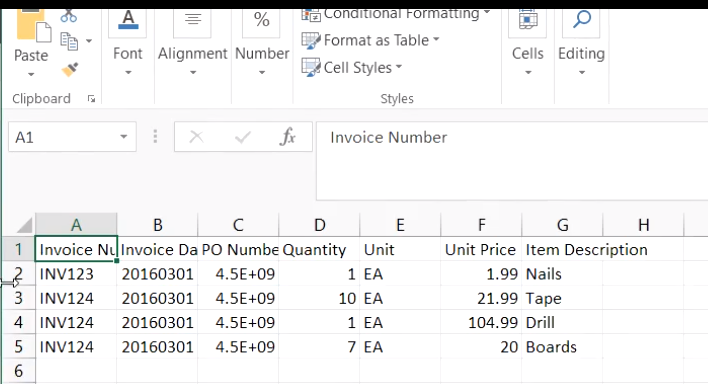 Conditional Formatting
Format as Table
Cell Styles
Paste
Font
Alignment
%
Number
Cells
Editing
Clipboard
Styles
A1
fx
Invoice Number
A B C D E F G H
1 Invoice Nu Invoice Da PO Numbe Quantity Unit Unit Price Item Description
2 INV123 20160301 4.5E+09 1 EA 1.99 Nails
3 INV124 20160301 4.5E+09 10 EA 21.99 Tape
4 INV124 20160301 4.5E+09 1 EA 104.99 Drill
5 INV124 20160301 4.5E+09 7 EA 20 Boards
6